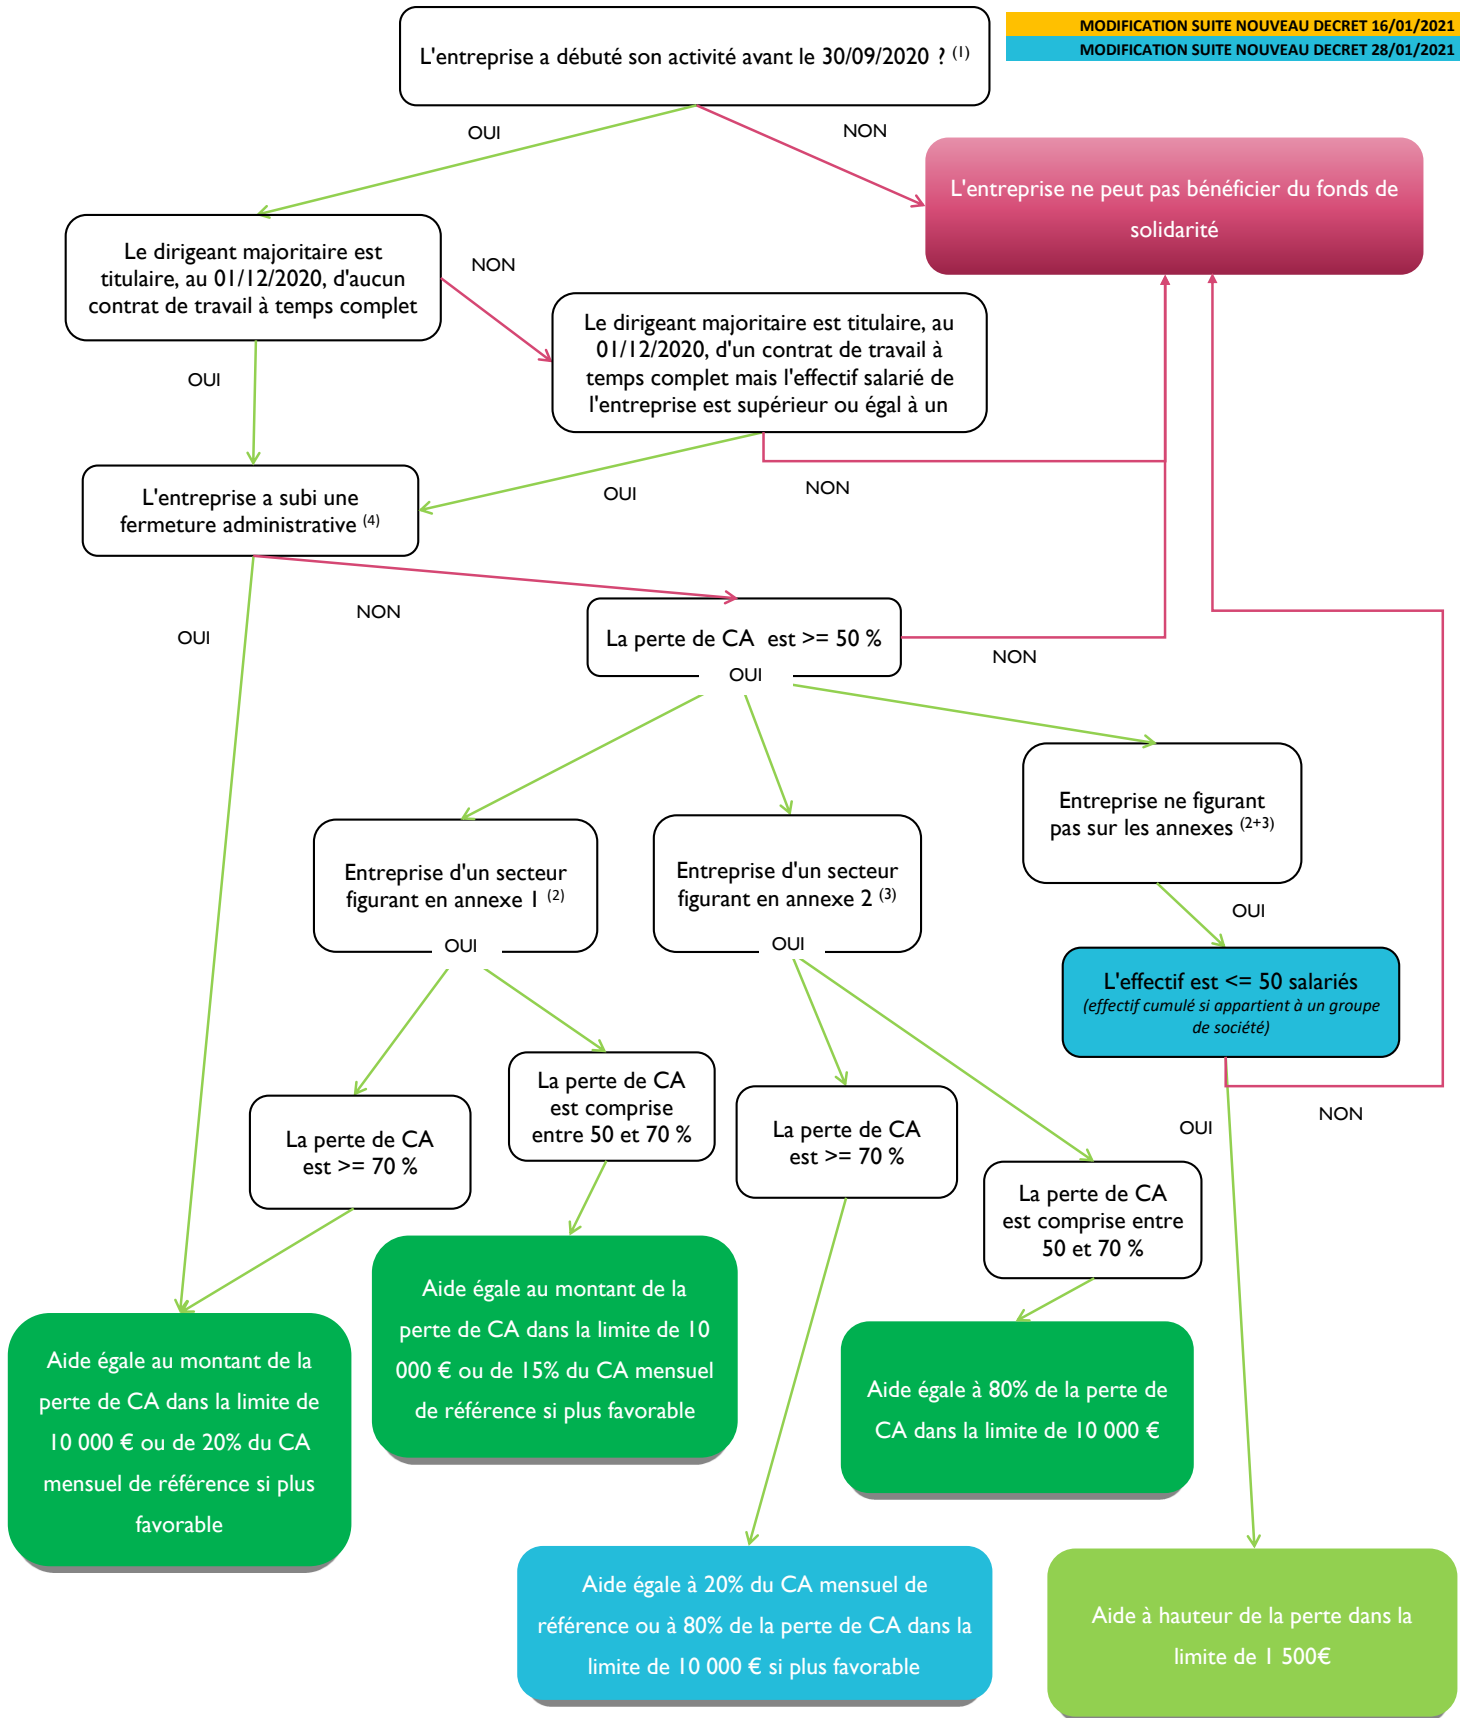 MODIFICATION SUITE NOUVEAU DECRET 16/01/2021
MODIFICATION SUITE NOUVEAU DECRET 28/01/2021
L'entreprise a débuté son activité avant le 30/09/2020 ? (1)
OUI
NON
L'entreprise ne peut pas bénéficier du fonds de
solidarité
Le dirigeant majoritaire est
titulaire, au 01/12/2020, d'aucun
contrat de travail à temps complet
NON
Le dirigeant majoritaire est titulaire, au
01/12/2020, d'un contrat de travail à
temps complet mais l'effectif salarié de
l'entreprise est supérieur ou égal à un
OUI
L'entreprise a subi une
fermeture administrative (4)
OUI
NON
OUI
NON
La perte de CA  est >= 50 %
NON
OUI
Entreprise d'un secteur
figurant en annexe 1 (2)
OUI
Entreprise d'un secteur
figurant en annexe 2 (3)
OUI
Entreprise ne figurant
pas sur les annexes (2+3)
OUI
L'effectif est <= 50 salariés
(effectif cumulé si appartient à un groupe
de société)
OUI
NON
La perte de CA
est >= 70 %
La perte de CA
est comprise
entre 50 et 70 %
La perte de CA
est >= 70 %
La perte de CA
est comprise entre
50 et 70 %
Aide égale au montant de la
perte de CA dans la limite de
10 000 € ou de 20% du CA
mensuel de référence si plus
favorable
Aide égale au montant de la
perte de CA dans la limite de 10
000 € ou de 15% du CA mensuel
de référence si plus favorable
Aide égale à 80% de la perte de
CA dans la limite de 10 000 €
Aide égale à 20% du CA mensuel de
référence ou à 80% de la perte de CA dans la
limite de 10 000 € si plus favorable
Aide à hauteur de la perte dans la
limite de 1 500€